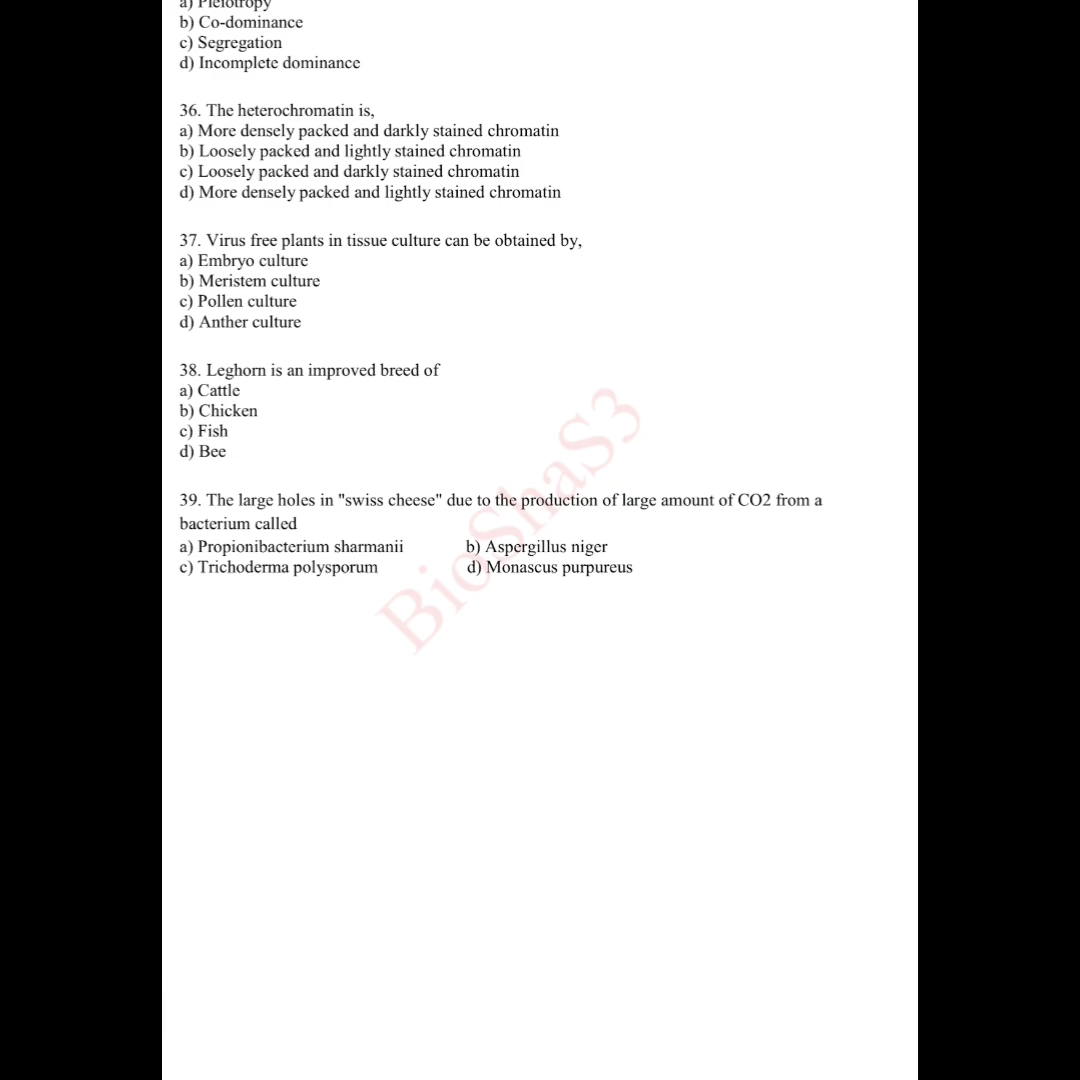 a) Pleiotropy
b) Co-dominance
c) Segregation
d) Incomplete dominance
36. The heterochromatin is,
a) More densely packed and darkly stained chromatin
b) Loosely packed and lightly stained chromatin
c) Loosely packed and darkly stained chromatin
d) More densely packed and lightly stained chromatin
37. Virus free plants in tissue culture can be obtained by,
a) Embryo culture
b) Meristem culture
c) Pollen culture
d) Anther culture
38. Leghorn is an improved breed of
a) Cattle
b) Chicken
c) Fish
d) Bee
39. The large holes in "swiss cheese" due to the production of large amount of CO2 from a
bacterium called
a) Propionibacterium sharmanii b) Aspergillus niger
c) Trichoderma polysporum d) Monascus purpureus
BioShaS3